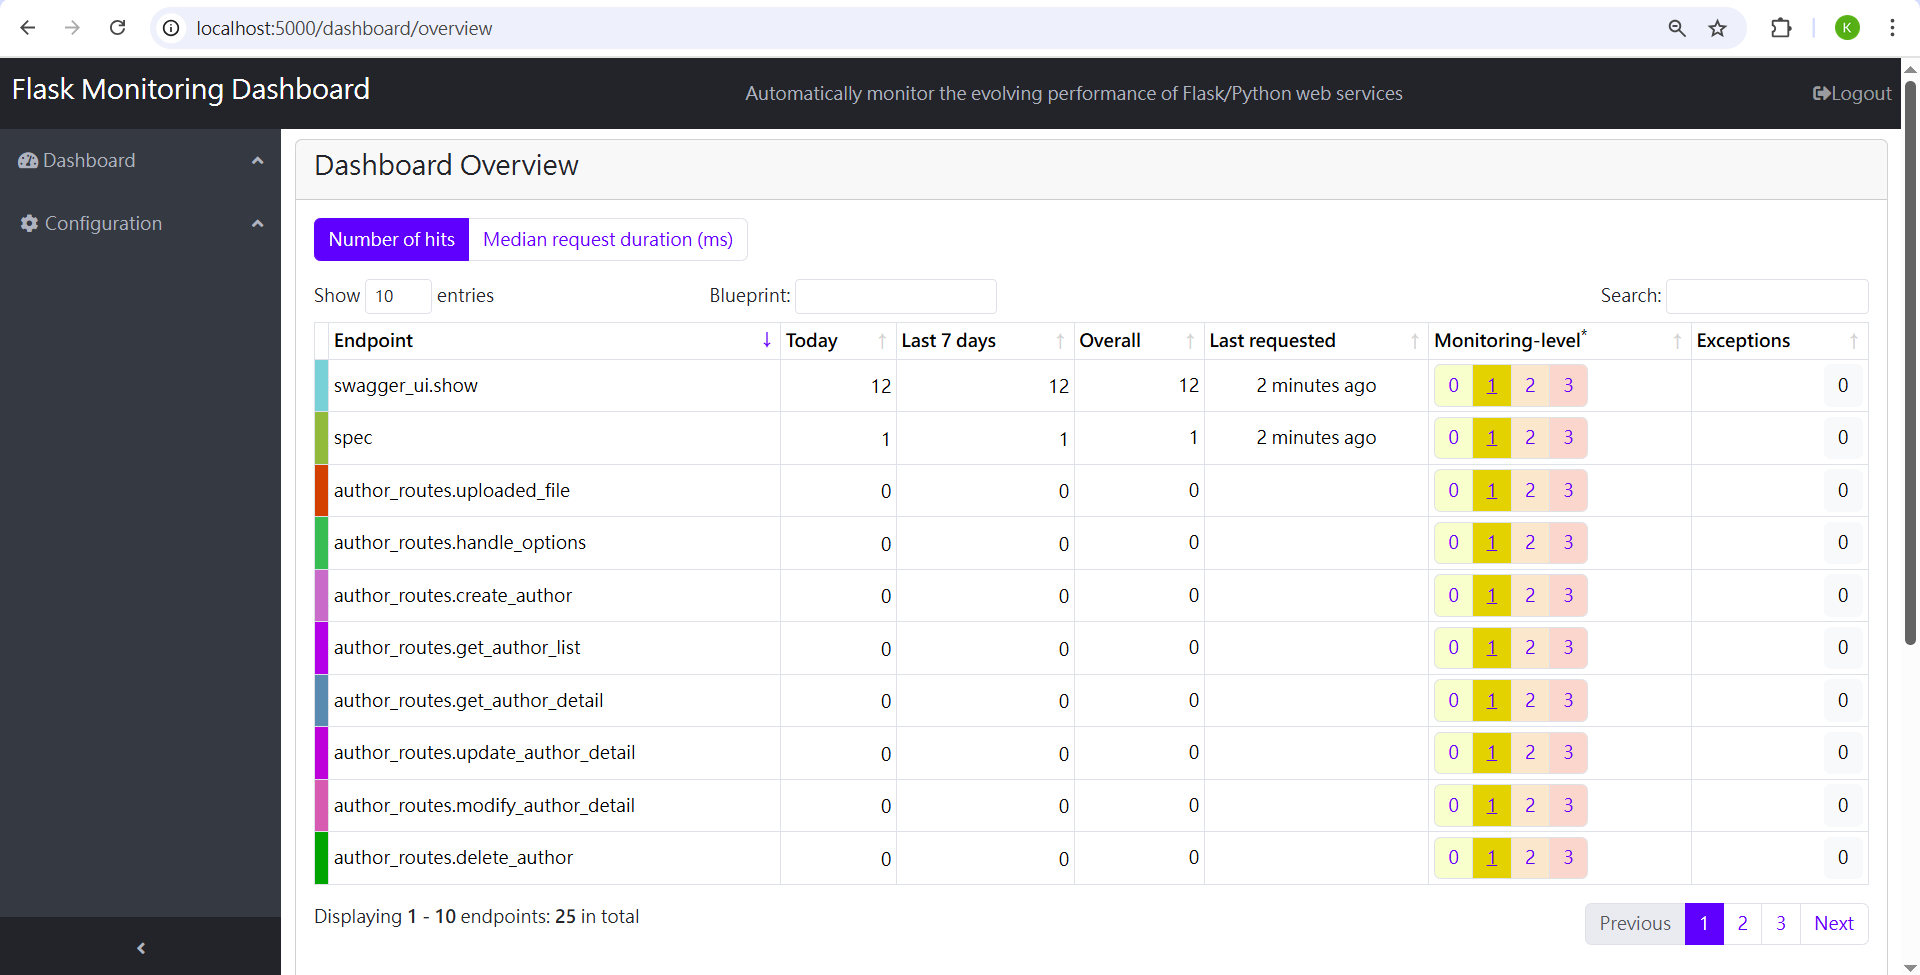 localhost:5000/dashboard/overview
K
Flask Monitoring Dashboard
Automatically monitor the evolving performance of Flask/Python web services
Logout
Dashboard
Configuration
Dashboard Overview
Number of hits Median request duration (ms)
Show 10 entries Blueprint: Search:
Endpoint Today Last 7 days Overall Last requested Monitoring-level* Exceptions
swagger_ui.show 12 12 12 2 minutes ago 0 1 2 3 0
spec 1 1 1 2 minutes ago 0 1 2 3 0
author_routes.uploaded_file 0 0 0 0 1 2 3 0
author_routes.handle_options 0 0 0 0 1 2 3 0
author_routes.create_author 0 0 0 0 1 2 3 0
author_routes.get_author_list 0 0 0 0 1 2 3 0
author_routes.get_author_detail 0 0 0 0 1 2 3 0
author_routes.update_author_detail 0 0 0 0 1 2 3 0
author_routes.modify_author_detail 0 0 0 0 1 2 3 0
author_routes.delete_author 0 0 0 0 1 2 3 0
Displaying 1 - 10 endpoints: 25 in total
Previous 1 2 3 Next